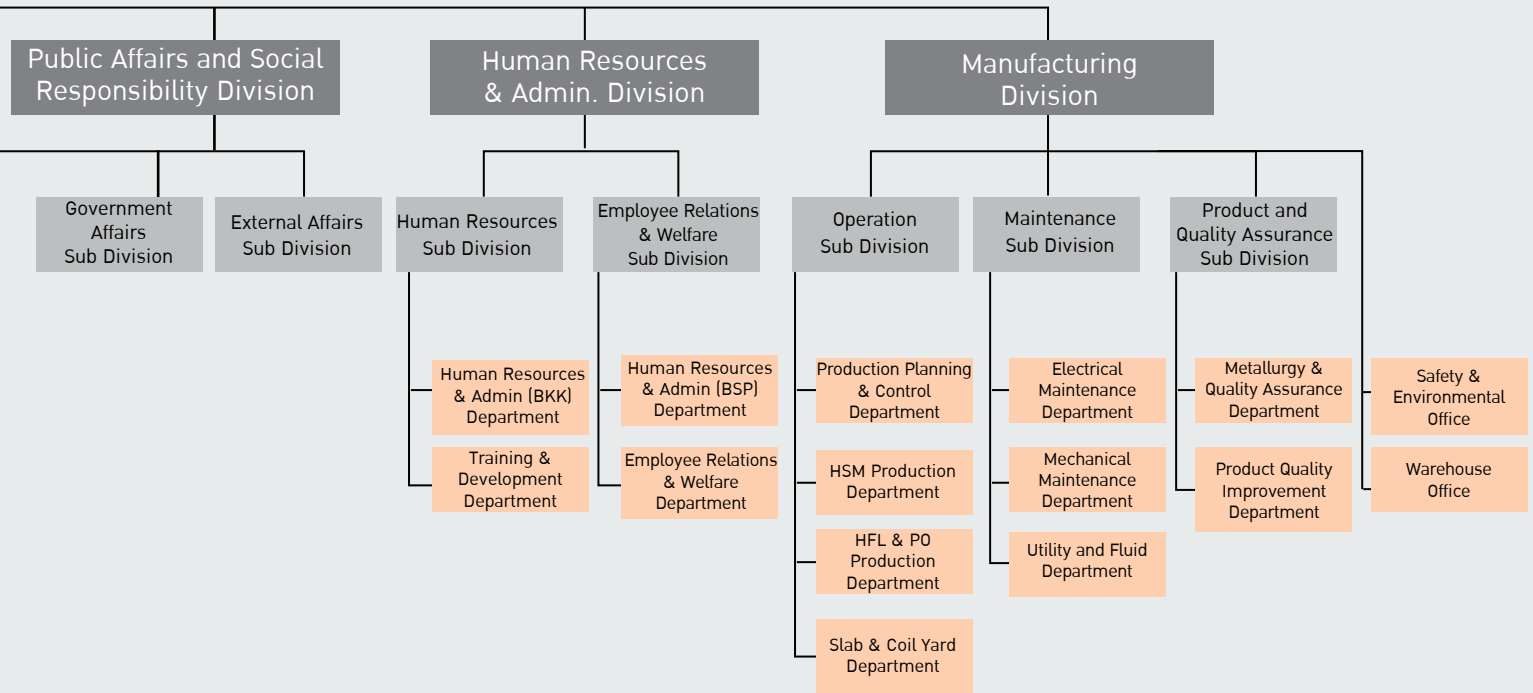 Public Affairs and Social
Responsibility Division
Human Resources
& Admin. Division
Manufacturing
Division
Government
Affairs
Sub Division
External Affairs
Sub Division
Human Resources
Sub Division
Employee Relations
& Welfare
Sub Division
Operation
Sub Division
Maintenance
Sub Division
Product and
Quality Assurance
Sub Division
Human Resources
& Admin (BKK)
Department
Human Resources
& Admin (BSP)
Department
Production Planning
& Control
Department
Electrical
Maintenance
Department
Metallurgy &
Quality Assurance
Department
Safety &
Environmental
Office
Training &
Development
Department
Employee Relations
& Welfare
Department
HSM Production
Department
Mechanical
Maintenance
Department
Product Quality
Improvement
Department
Warehouse
Office
HFL & PO
Production
Department
Utility and Fluid
Department
Slab & Coil Yard
Department